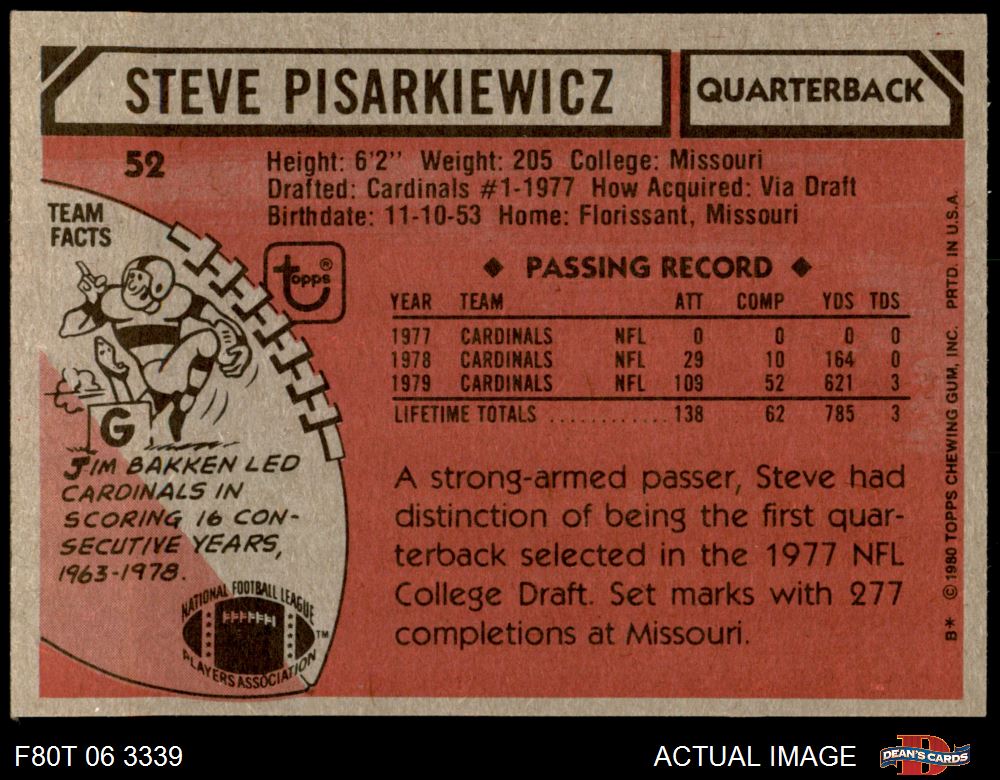 STEVE PISARKIEWICZ
QUARTERBACK
52
Height: 6'2'' Weight: 205 College: Missouri
Drafted: Cardinals #1-1977 How Acquired: Via Draft
Birthdate: 11-10-53 Home: Florissant, Missouri
TEAM
FACTS
topps®
G
JIM BAKKEN LED
CARDINALS IN
SCORING 16 CON-
SECUTIVE YEARS,
1963-1978.
NATIONAL FOOTBALL LEAGUE
PLAYERS ASSOCIATION
™
◆ PASSING RECORD ◆
YEAR TEAM ATT COMP YDS TDS
1977 CARDINALS NFL 0 0 0 0
1978 CARDINALS NFL 29 10 164 0
1979 CARDINALS NFL 109 52 621 3
LIFETIME TOTALS ............ 138 62 785 3
A strong-armed passer, Steve had
distinction of being the first quar-
terback selected in the 1977 NFL
College Draft. Set marks with 277
completions at Missouri.
B* © 1980 TOPPS CHEWING GUM, INC. PRTD. IN U.S.A.
F80T 06 3339
ACTUAL IMAGE
DEAN'S CARDS